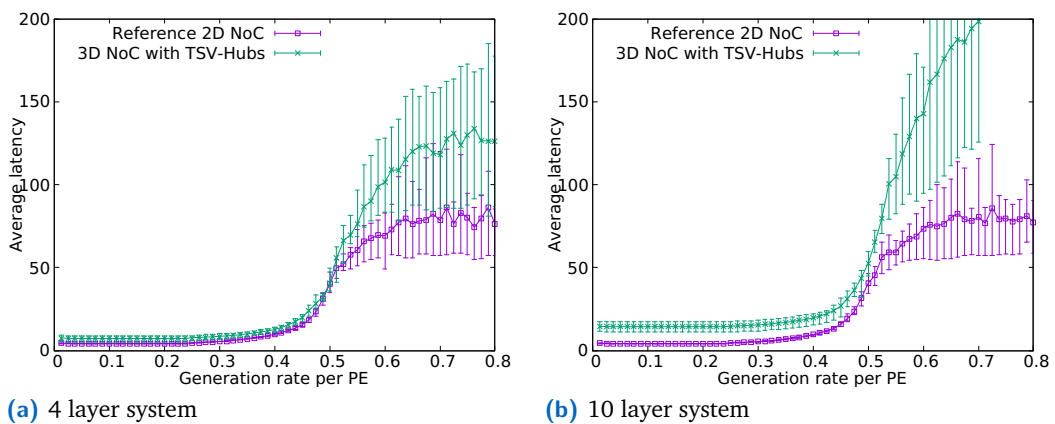 200
150
100
50
0
Average latency
Reference 2D NoC
3D NoC with TSV-Hubs
0 0.1 0.2 0.3 0.4 0.5 0.6 0.7 0.8
Generation rate per PE
(a) 4 layer system
200
150
100
50
0
Average latency
Reference 2D NoC
3D NoC with TSV-Hubs
0 0.1 0.2 0.3 0.4 0.5 0.6 0.7 0.8
Generation rate per PE
(b) 10 layer system